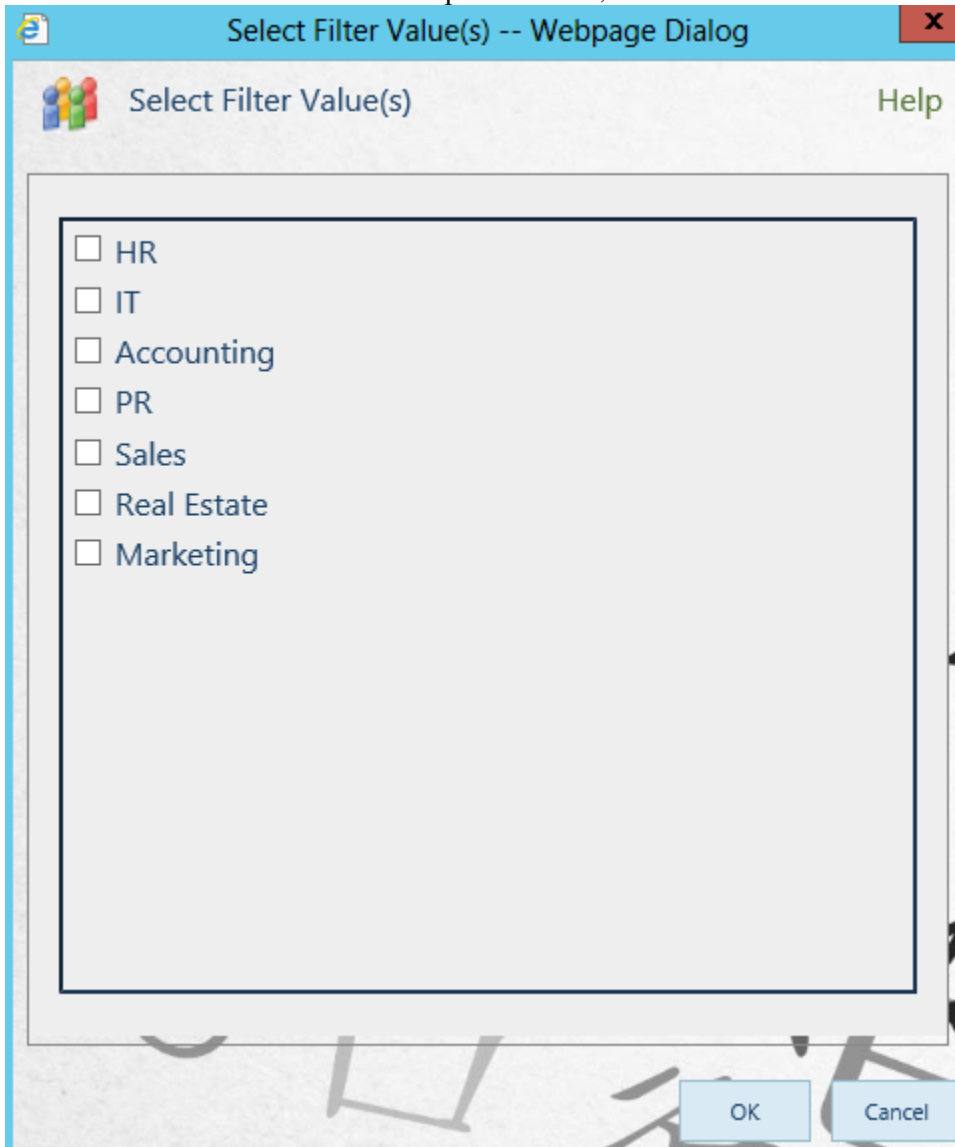 Select Filter Value(s) -- Webpage Dialog
x
Select Filter Value(s)
Help
HR
IT
Accounting
PR
Sales
Real Estate
Marketing
OK
Cancel